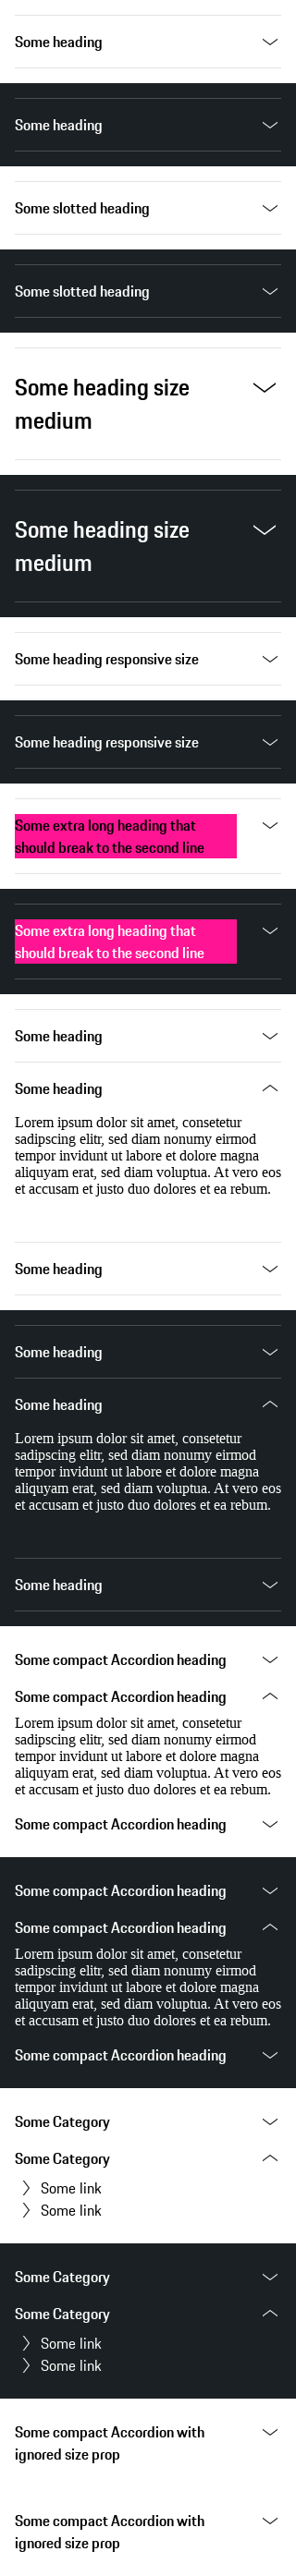 Some heading
Some heading
Some slotted heading
Some slotted heading
Some heading size
medium
Some heading size
medium
Some heading responsive size
Some heading responsive size
Some extra long heading that
should break to the second line
Some extra long heading that
should break to the second line
Some heading
Some heading
Lorem ipsum dolor sit amet, consetetur
sadipscing elitr, sed diam nonumy eirmod
tempor invidunt ut labore et dolore magna
aliquyam erat, sed diam voluptua. At vero eos
et accusam et justo duo dolores et ea rebum.
Some heading
Some heading
Some heading
Lorem ipsum dolor sit amet, consetetur
sadipscing elitr, sed diam nonumy eirmod
tempor invidunt ut labore et dolore magna
aliquyam erat, sed diam voluptua. At vero eos
et accusam et justo duo dolores et ea rebum.
Some heading
Some compact Accordion heading
Some compact Accordion heading
Lorem ipsum dolor sit amet, consetetur
sadipscing elitr, sed diam nonumy eirmod
tempor invidunt ut labore et dolore magna
aliquyam erat, sed diam voluptua. At vero eos
et accusam et justo duo dolores et ea rebum.
Some compact Accordion heading
Some compact Accordion heading
Some compact Accordion heading
Lorem ipsum dolor sit amet, consetetur
sadipscing elitr, sed diam nonumy eirmod
tempor invidunt ut labore et dolore magna
aliquyam erat, sed diam voluptua. At vero eos
et accusam et justo duo dolores et ea rebum.
Some compact Accordion heading
Some Category
Some Category
Some link
Some link
Some Category
Some Category
Some link
Some link
Some compact Accordion with
ignored size prop
Some compact Accordion with
ignored size prop